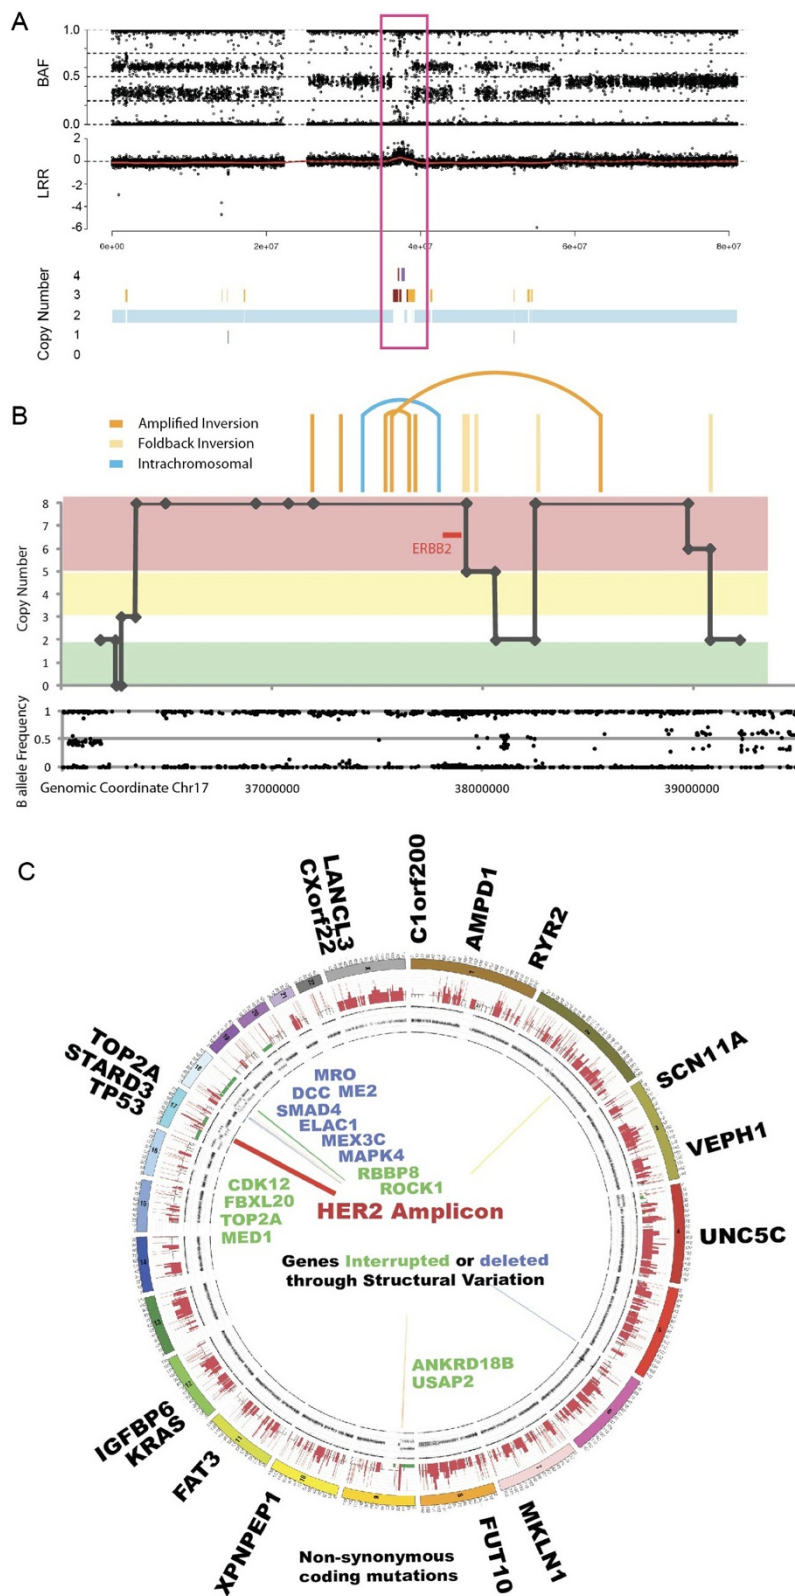 A
BAF
1.0
0.5
0.0
LRR
2
0
-2
-4
-6
0e+00 2e+07 4e+07 6e+07 8e+07
Copy Number
4
3
2
1
0
B
Amplified Inversion
Foldback Inversion
Intrachromosomal
Copy Number
8
7
6
5
4
3
2
1
0
ERBB2
B allele Frequency
1
0.5
0
Genomic Coordinate Chr17 37000000 38000000 39000000
C
CXorf22
LANCL3
C1orf200
AMPD1
RYR2
SCN11A
VEPH1
UNC5C
TOP2A
STARD3
TP53
MRO
DCC ME2
SMAD4
ELAC1
MEX3C
MAPK4
RBBP8
ROCK1
CDK12
FBXL20
TOP2A
MED1
HER2 Amplicon
Genes Interrupted or deleted
through Structural Variation
ANKRD18B
USAP2
IGFBP6
KRAS
FAT3
XPNPEP1
FUT10
MKLN1
Non-synonymous
coding mutations